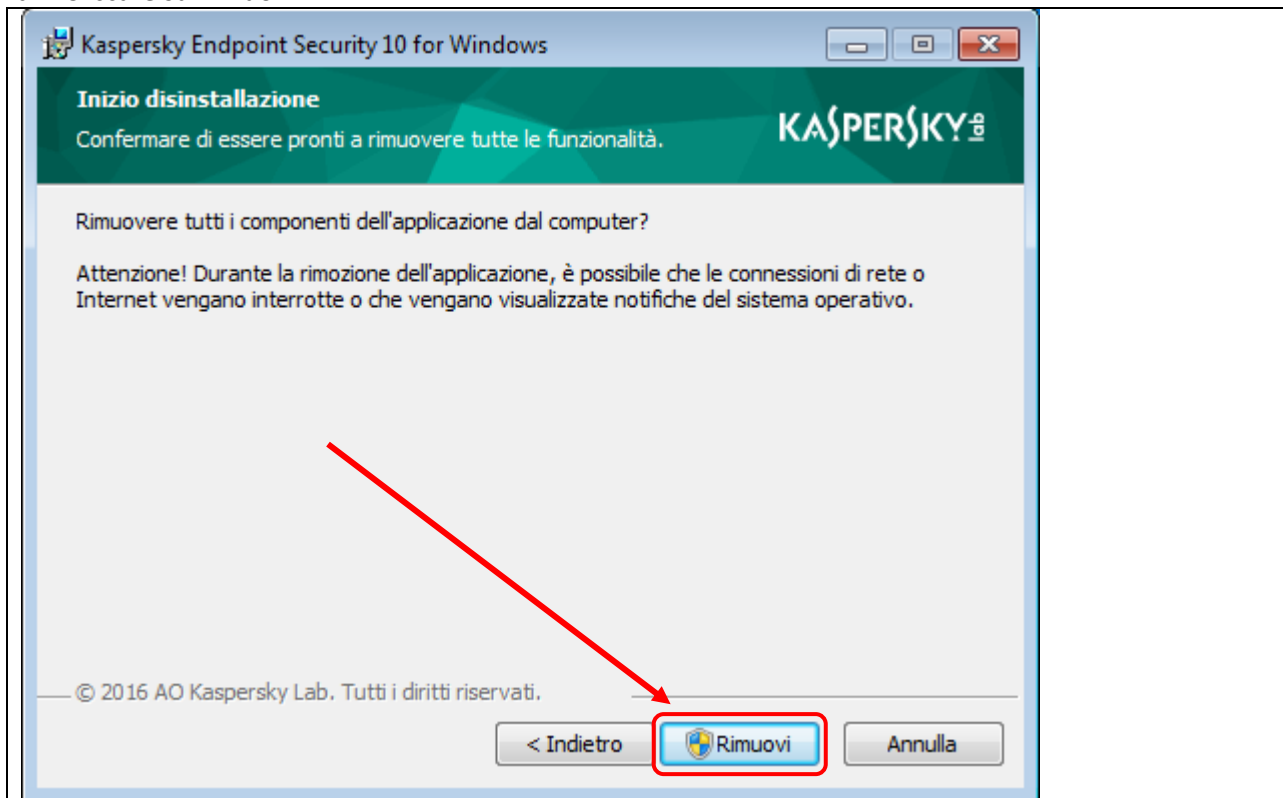 Kaspersky Endpoint Security 10 for Windows
Inizio disinstallazione
Confermare di essere pronti a rimuovere tutte le funzionalità.
KASPERSKY lab
Rimuovere tutti i componenti dell'applicazione dal computer?
Attenzione! Durante la rimozione dell'applicazione, è possibile che le connessioni di rete o
Internet vengano interrotte o che vengano visualizzate notifiche del sistema operativo.
© 2016 AO Kaspersky Lab. Tutti i diritti riservati.
< Indietro
Rimuovi
Annulla